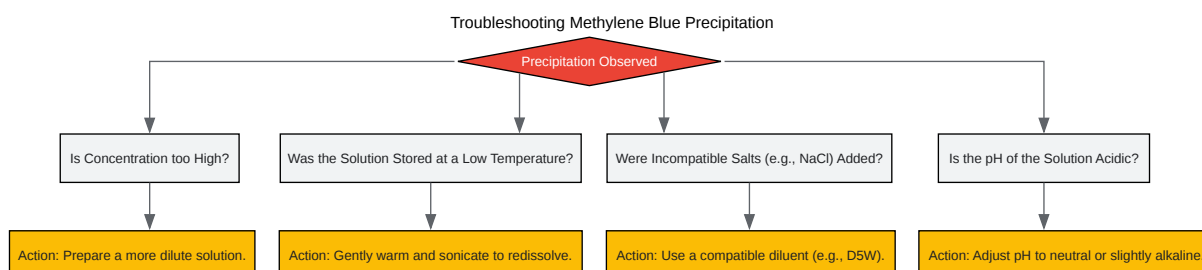 Troubleshooting Methylene Blue Precipitation
Precipitation Observed
Is Concentration too High?
Was the Solution Stored at a Low Temperature?
Were Incompatible Salts (e.g., NaCl) Added?
Is the pH of the Solution Acidic?
Action: Prepare a more dilute solution.
Action: Gently warm and sonicate to redissolve.
Action: Use a compatible diluent (e.g., D5W).
Action: Adjust pH to neutral or slightly alkaline